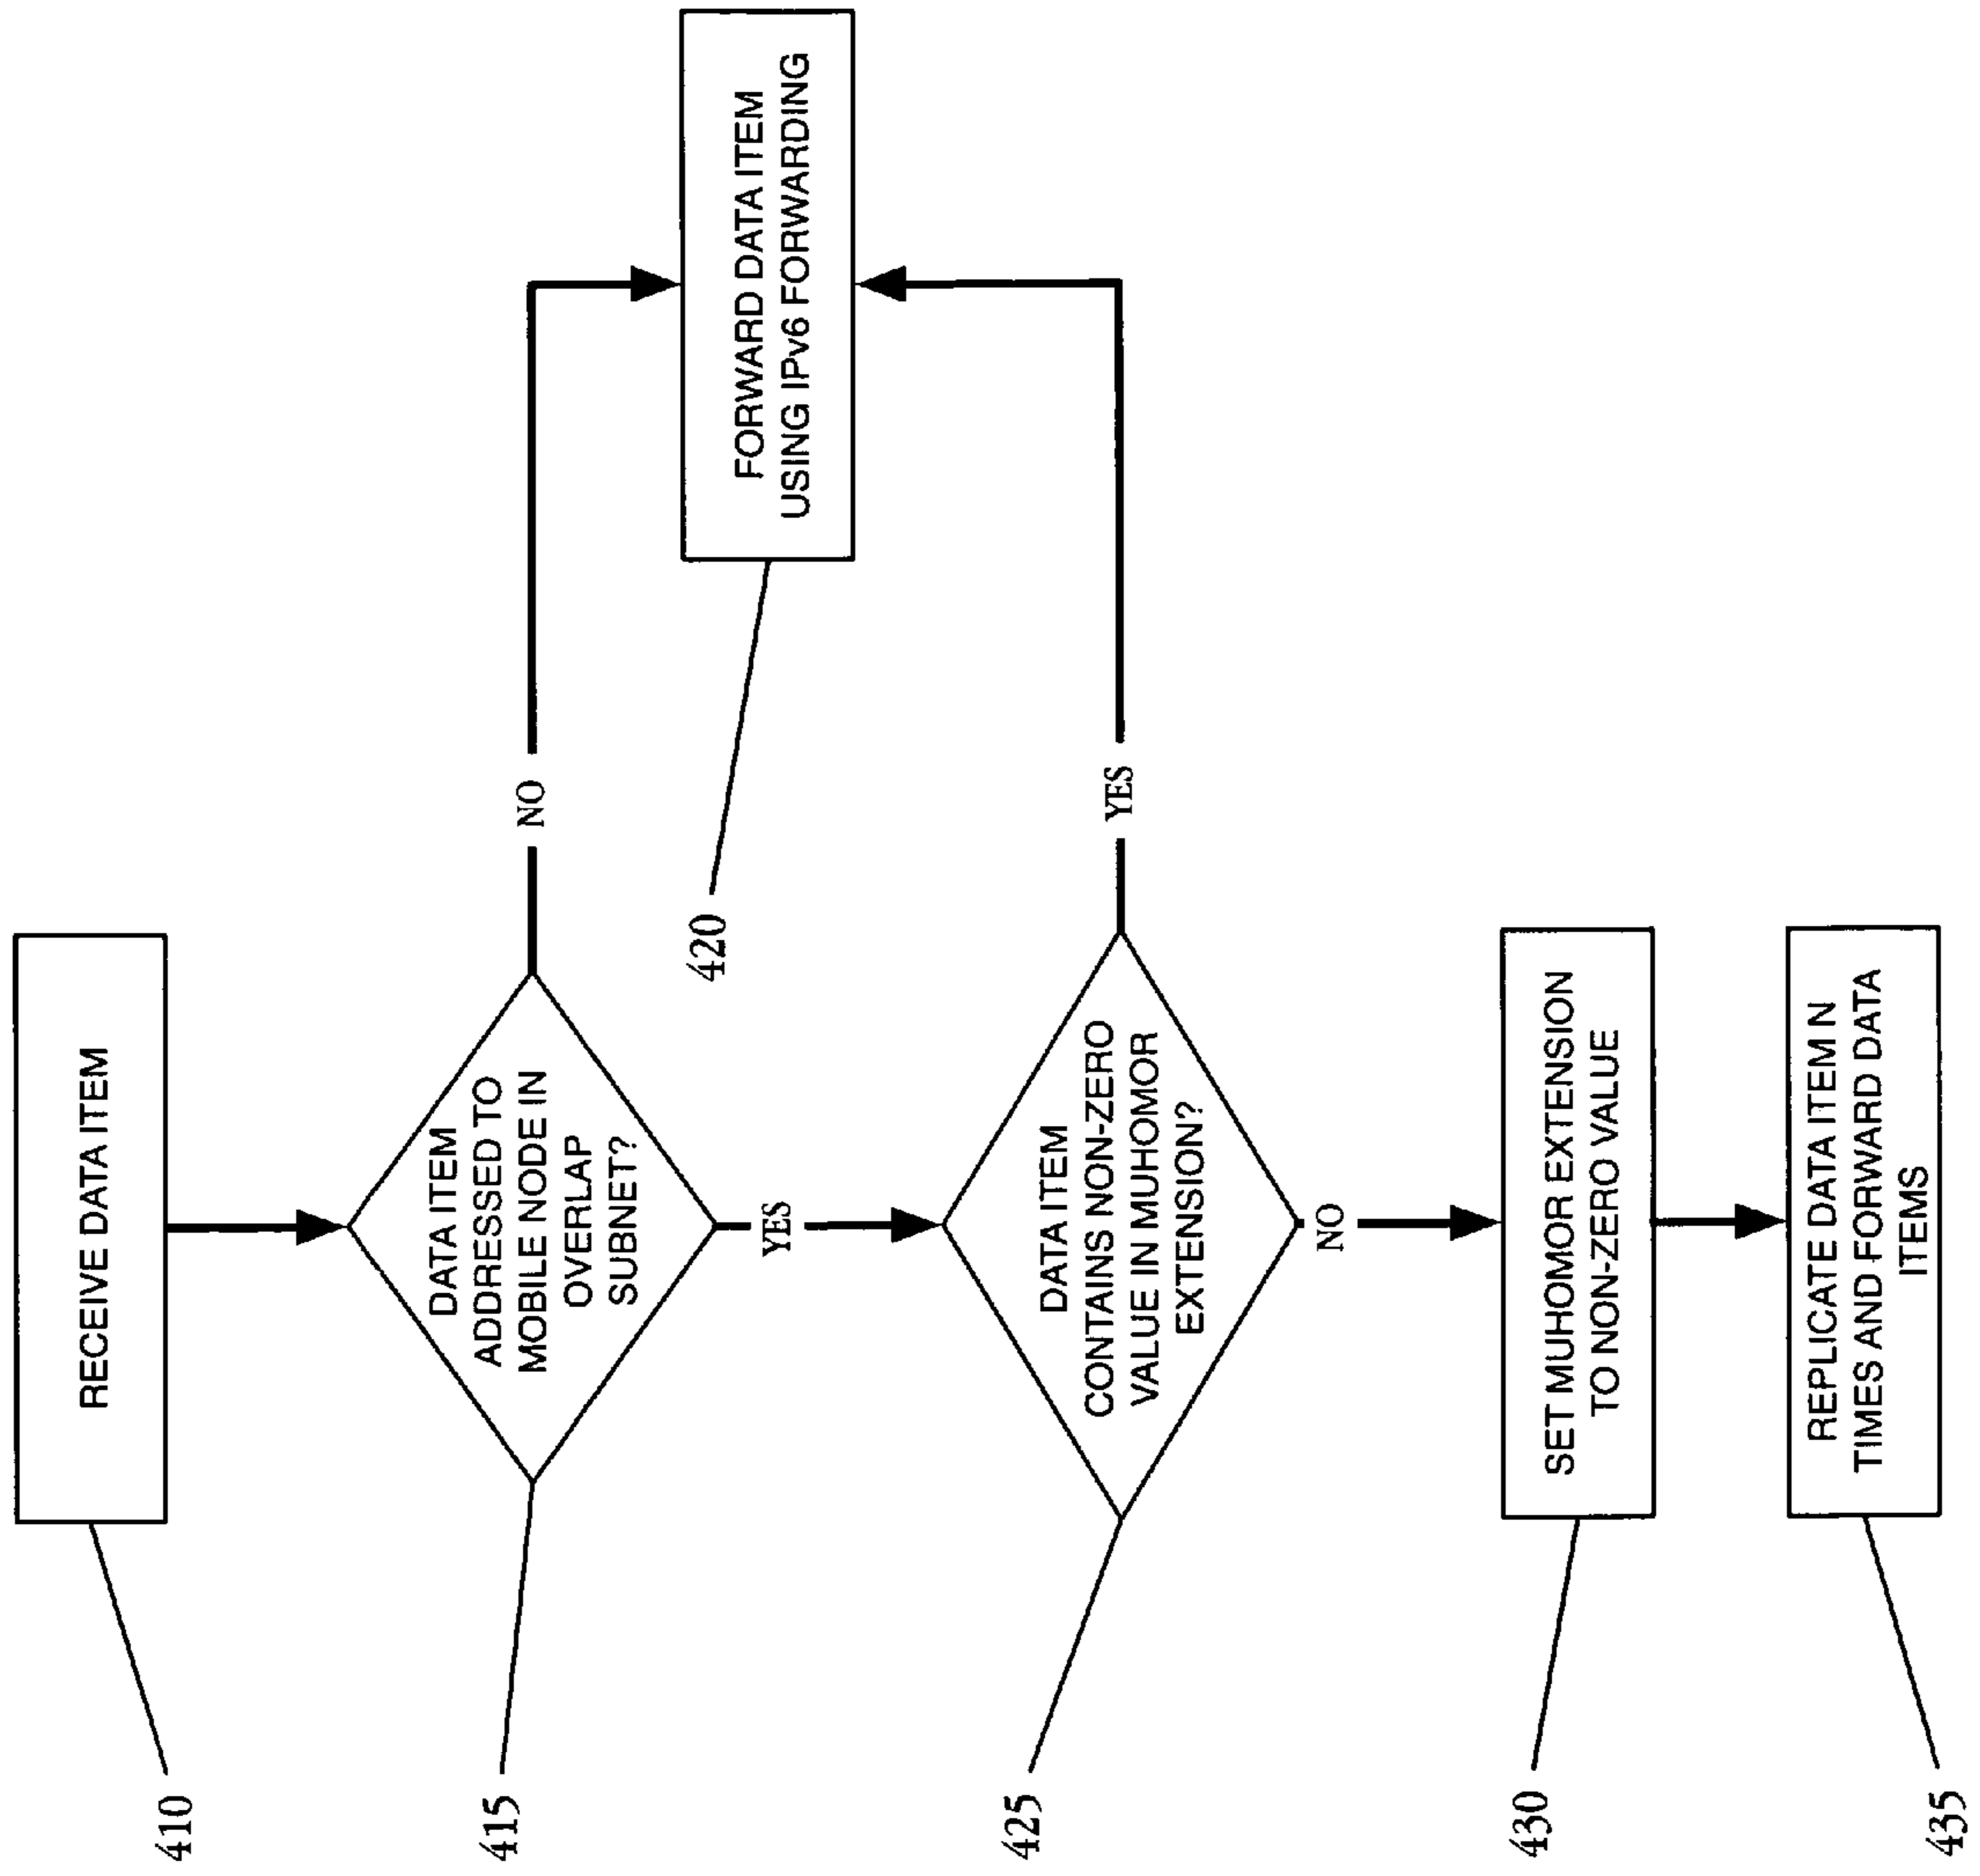 410
RECEIVE DATA ITEM
415
DATA ITEM
ADDRESSED TO
MOBILE NODE IN
OVERLAP
SUBNET?
NO
YES
420
FORWARD DATA ITEM
USING IPv6 FORWARDING
425
DATA ITEM
CONTAINS NON-ZERO
VALUE IN MUHOMOR
EXTENSION?
YES
NO
430
SET MUHOMOR EXTENSION
TO NON-ZERO VALUE
435
REPLICATE DATA ITEM N
TIMES AND FORWARD DATA
ITEMS